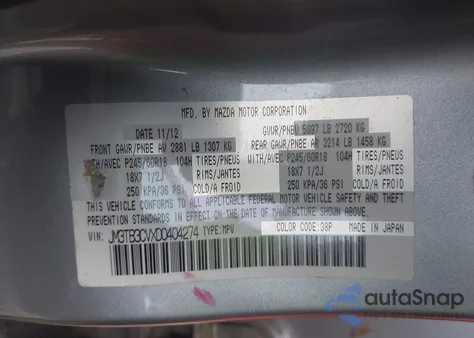 MFD. BY MAZDA MOTOR CORPORATION
DATE 11/12 GVWR/PNBV 5997 LB 2720 KG
FRONT GAWR/PNBE AV 2881 LB 1307 KG REAR GAWR/PNBE AR 3214 LB 1458 KG
WITH/AVEC P245/60R18 104H TIRES/PNEUS WITH/AVEC P245/60R18 104H TIRES/PNEUS
18X7 1/2J RIMS/JANTES 18X7 1/2J RIMS/JANTES
250 KPA/36 PSI COLD/A FROID 250 KPA/36 PSI COLD/A FROID
THIS VEHICLE CONFORMS TO ALL APPLICABLE FEDERAL MOTOR VEHICLE SAFETY AND THEFT
PREVENTION STANDARDS IN EFFECT ON THE DATE OF MANUFACTURE SHOWN ABOVE.
VIN: JM3TB3CVXD0404274 TYPE:MPV COLOR CODE: 38P MADE IN JAPAN
autoSnap